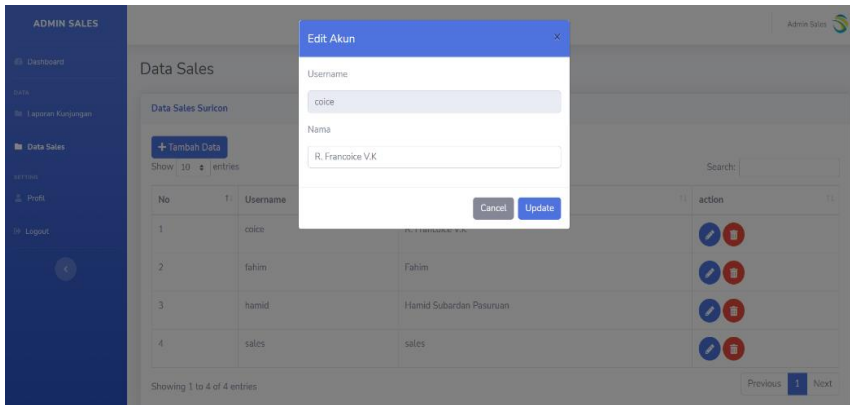 ADMIN SALES
Admin Sales
Edit Akun
×
Dashboard
Data Sales
Username
DATA
coice
Laporan Kunjungan
Data Sales Suricon
Nama
Data Sales
+ Tambah Data
R. Francoice V.K
Show 10 entries
Search:
SETTING
Cancel Update
Profil
No Username action
Logout
1 coice R. Francoice V.K
2 fahim Fahim
3 hamid Hamid Subardan Pasuruan
4 sales sales
Showing 1 to 4 of 4 entries
Previous 1 Next